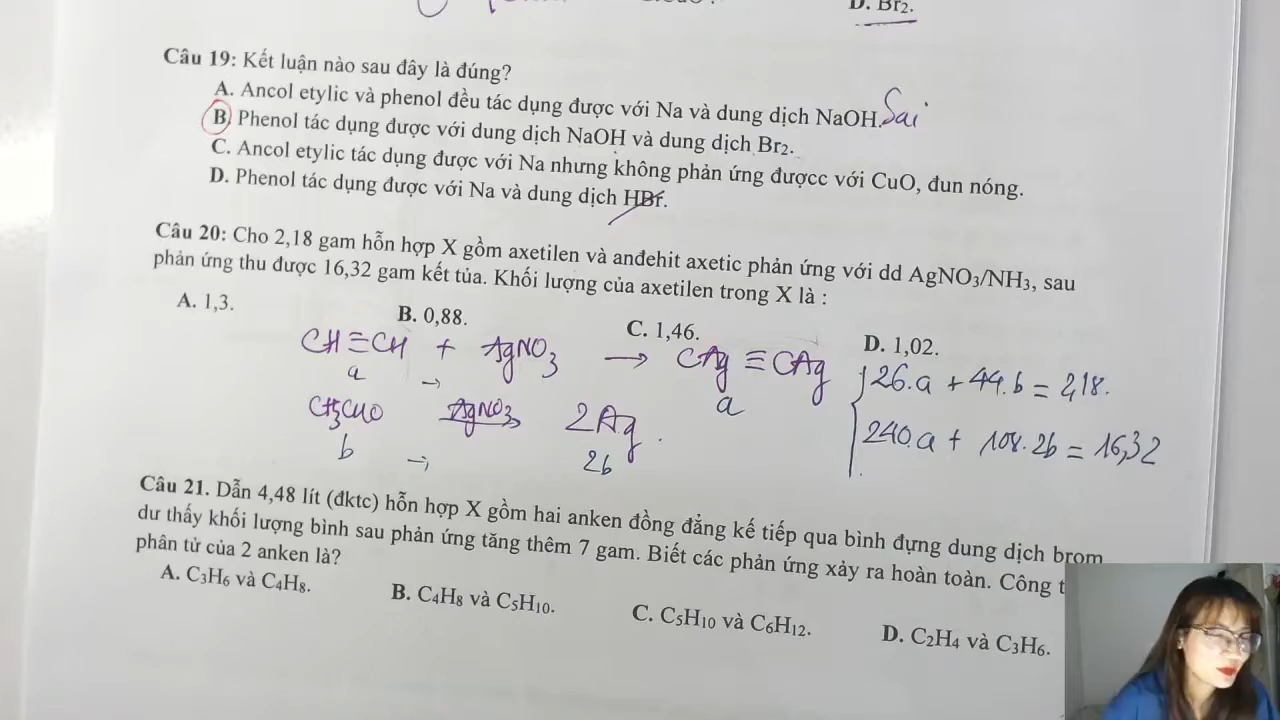 D. Br₂.
Câu 19: Kết luận nào sau đây là đúng?
A. Ancol etylic và phenol đều tác dụng được với Na và dung dịch NaOH. Sai
B. Phenol tác dụng được với dung dịch NaOH và dung dịch Br₂.
C. Ancol etylic tác dụng được với Na nhưng không phản ứng đượcc với CuO, đun nóng.
D. Phenol tác dụng được với Na và dung dịch HBr.
Câu 20: Cho 2,18 gam hỗn hợp X gồm axetilen và anđehit axetic phản ứng với dd AgNO₃/NH₃, sau
phản ứng thu được 16,32 gam kết tủa. Khối lượng của axetilen trong X là :
A. 1,3. B. 0,88. C. 1,46. D. 1,02.
CH≡CH + AgNO₃ → CAg≡CAg
a → a
CH₃CHO AgNO₃ 2Ag.
b → 2b
26.a + 44.b = 2,18.
240.a + 108.2b = 16,32
Câu 21. Dẫn 4,48 lít (đktc) hỗn hợp X gồm hai anken đồng đẳng kế tiếp qua bình đựng dung dịch brom
dư thấy khối lượng bình sau phản ứng tăng thêm 7 gam. Biết các phản ứng xảy ra hoàn toàn. Công
phân tử của 2 anken là?
A. C₃H₆ và C₄H₈. B. C₄H₈ và C₅H₁₀. C. C₅H₁₀ và C₆H₁₂. D. C₂H₄ và C₃H₆.